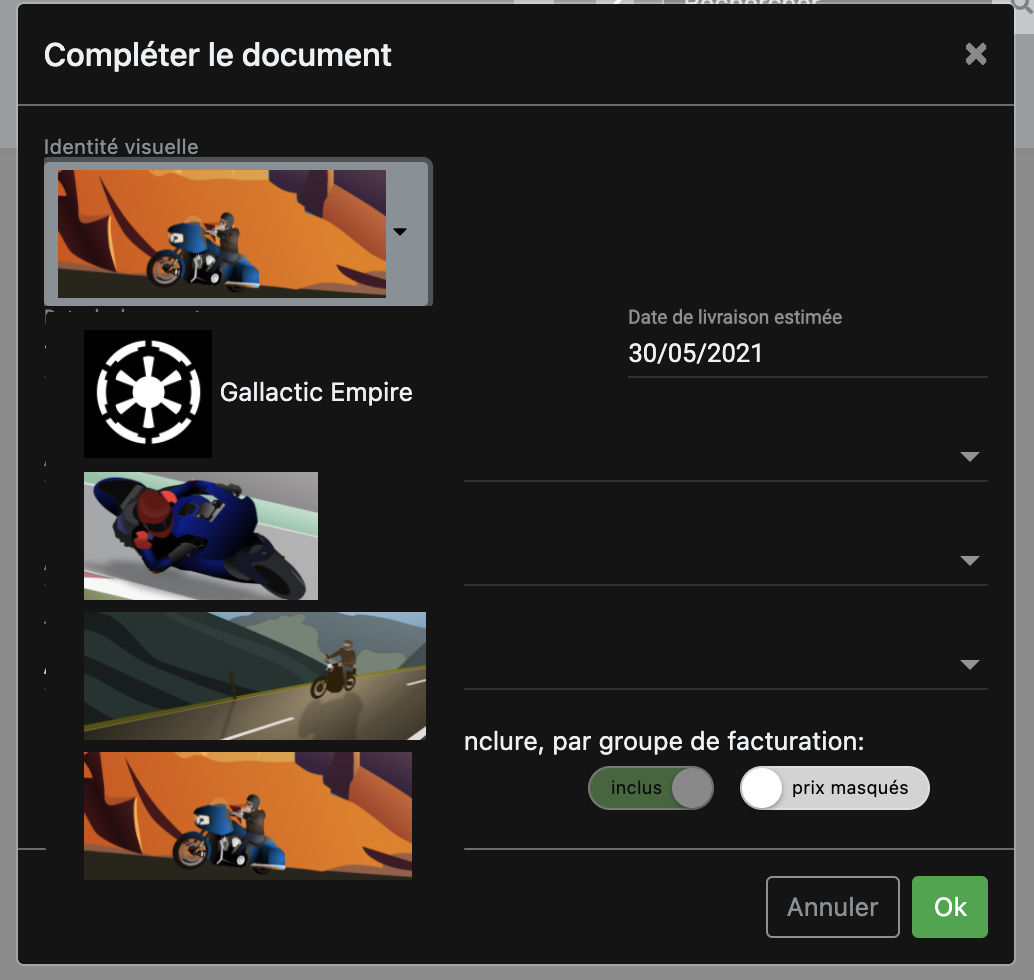 Compléter le document
Identité visuelle
Date de livraison estimée
30/05/2021
Gallactic Empire
nclure, par groupe de facturation:
inclus
prix masqués
Annuler
Ok